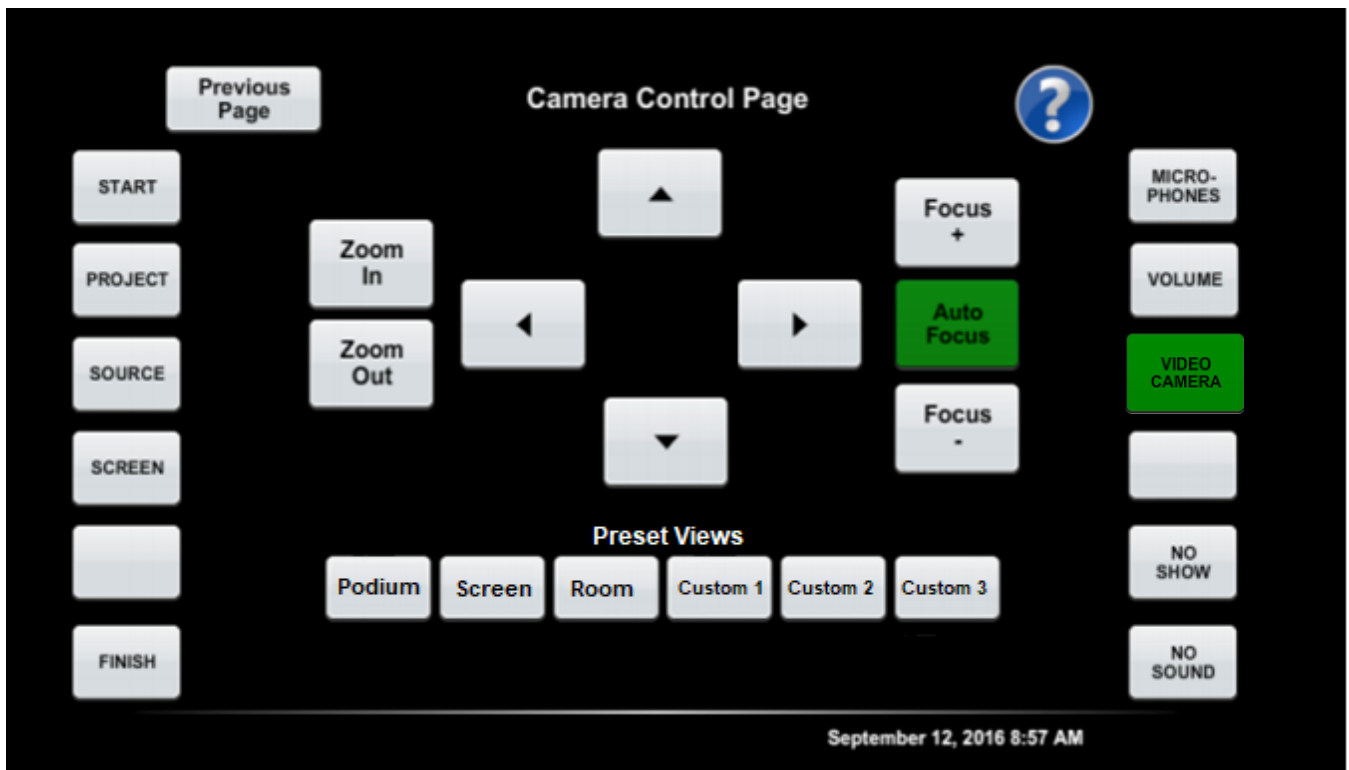 Previous
Page
Camera Control Page
?
START
PROJECT
SOURCE
SCREEN
FINISH
Zoom
In
Zoom
Out
Focus
+
Auto
Focus
Focus
-
MICRO-
PHONES
VOLUME
VIDEO
CAMERA
NO
SHOW
NO
SOUND
Preset Views
Podium
Screen
Room
Custom 1
Custom 2
Custom 3
September 12, 2016 8:57 AM